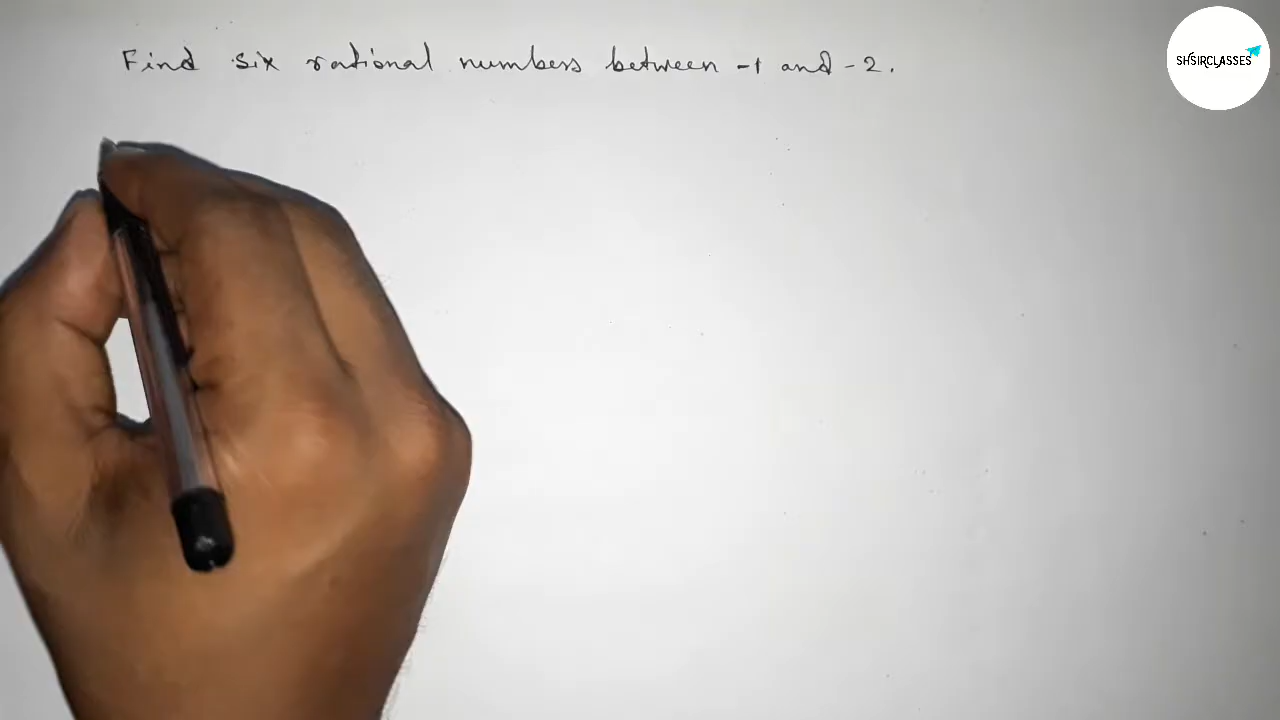 Find six rational numbers between -1 and -2.
SHSIRCLASSES